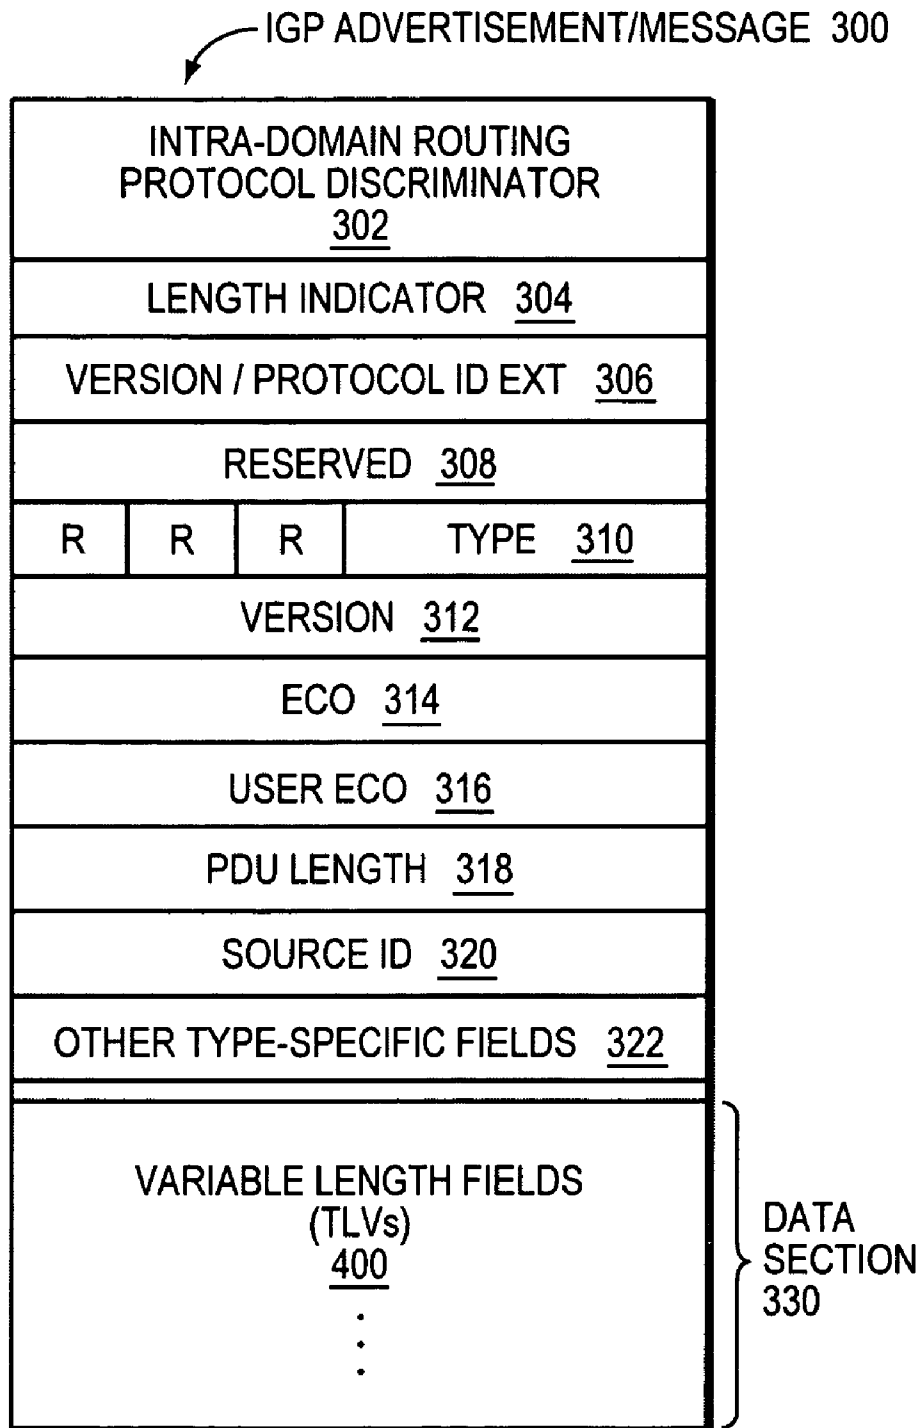 IGP ADVERTISEMENT/MESSAGE 300
INTRA-DOMAIN ROUTING
PROTOCOL DISCRIMINATOR
302
LENGTH INDICATOR 304
VERSION / PROTOCOL ID EXT 306
RESERVED 308
R R R TYPE 310
VERSION 312
ECO 314
USER ECO 316
PDU LENGTH 318
SOURCE ID 320
OTHER TYPE-SPECIFIC FIELDS 322
VARIABLE LENGTH FIELDS
(TLVs)
400
DATA
SECTION
330